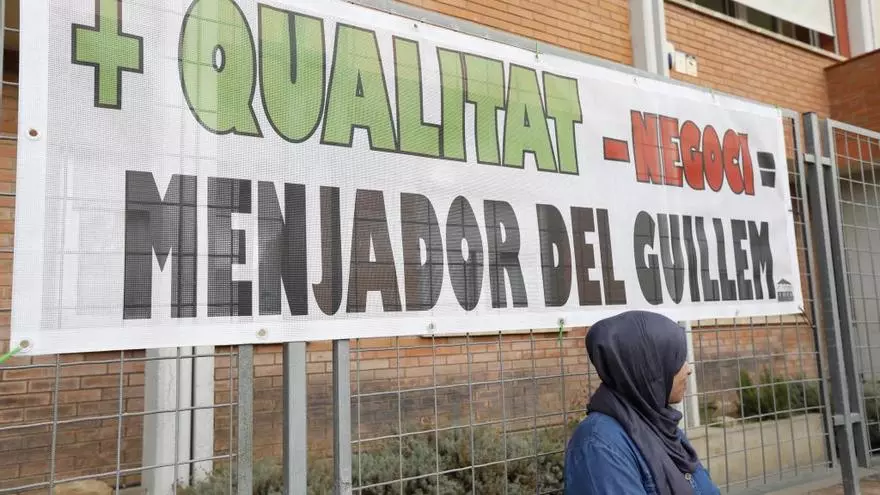 + QUALITAT - NEGOCI =
MENJADOR DEL GUILLEM